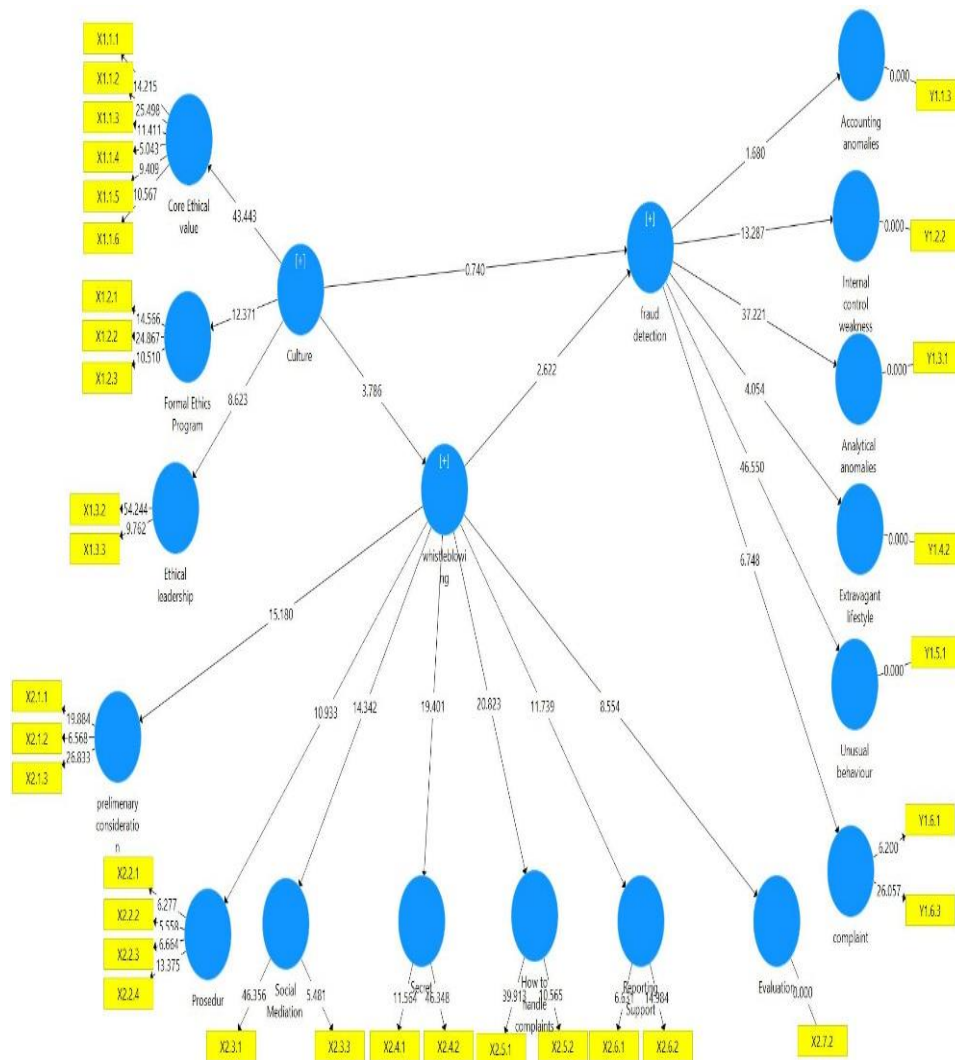 X1.1.1
X1.1.2
14.215
25.498
X1.1.3
11.411
X1.1.4
5.043
9.409
X1.1.5
10.567
X1.1.6
Core Ethical
value
43.443
X1.2.1
14.566
X1.2.2
24.867
10.510
X1.2.3
Formal Ethics
Program
12.371
[+]
Culture
8.623
X1.3.2
54.244
9.762
X1.3.3
Ethical
leadership
0.740
3.786
[+]
fraud
detection
2.622
[+]
whistleblowi
ng
1.680
13.287
37.221
4.054
46.550
6.748
0.000
Y1.1.3
Accounting
anomalies
0.000
Y1.2.2
Internal
control
weakness
0.000
Y1.3.1
Analytical
anomalies
0.000
Y1.4.2
Extravagant
lifestyle
0.000
Y1.5.1
Unusual
behaviour
Y1.6.1
6.200
26.057
Y1.6.3
complaint
15.180
10.933
14.342
19.401
20.823
11.739
8.554
X2.1.1
19.884
X2.1.2
6.568
26.833
X2.1.3
prelimenary
consideratio
n
X2.2.1
6.277
X2.2.2
5.558
X2.2.3
6.664
13.375
X2.2.4
Prosedur
Social
Mediation
46.356
5.481
X2.3.1
X2.3.3
Secret
11.564
46.348
X2.4.1
X2.4.2
How to
handle
complaints
39.913
10.565
X2.5.1
X2.5.2
Reporting
Support
14.984
X2.6.1
X2.6.2
Evaluation
0.000
X2.7.2